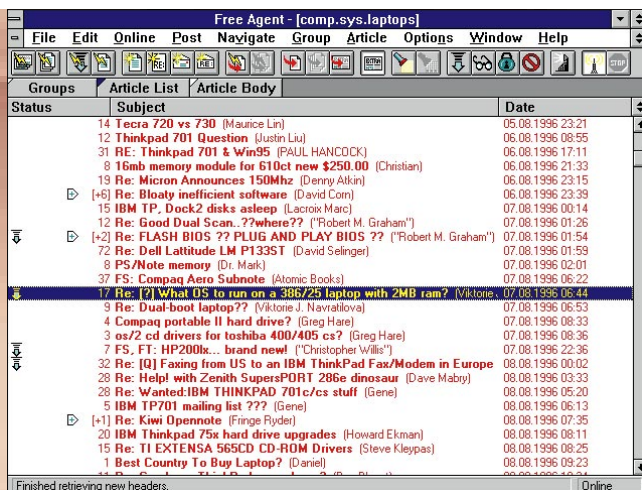 Free Agent - [comp.sys.laptops]
File Edit Online Post Navigate Group Article Options Window Help
Groups Article List Article Body
Status Subject Date
14 Tecra 720 vs 730 (Maurice Lin) 05.08.1996 23:21
12 Thinkpad 701 Question (Justin Liu) 06.08.1996 08:55
31 RE: Thinkpad 701 & Win95 (PAUL HANCOCK) 06.08.1996 17:11
8 16mb memory module for 610ct new $250.00 (Christian) 06.08.1996 21:33
19 Re: Micron Announces 150Mhz (Denny Atkin) 06.08.1996 23:15
[+6] Re: Bloaty inefficient software (David Corn) 06.08.1996 23:39
15 IBM TP, Dock2 disks asleep (Lacroix Marc) 07.08.1996 00:14
12 Re: Good Dual Scan..??where?? ("Robert M. Graham") 07.08.1996 01:26
[+2] Re: FLASH BIOS ?? PLUG AND PLAY BIOS ?? ("Robert M. Graham") 07.08.1996 01:54
72 Re: Dell Lattitude LM P133ST (David Selinger) 07.08.1996 01:59
8 PS/Note memory (Dr. Mark) 07.08.1996 02:01
37 FS: Compaq Aero Subnote (Atomic Books) 07.08.1996 06:22
17 Re: [?] What OS to run on a 386/25 laptop with 2MB ram? (Viktorie 07.08.1996 06:44
9 Re: Dual-boot laptop?? (Viktorie J. Navratilova) 07.08.1996 06:53
4 Compaq portable II hard drive? (Greg Hare) 07.08.1996 08:33
3 os/2 cd drivers for toshiba 400/405 cs? (Greg Hare) 07.08.1996 08:36
7 FS, FT: HP200lx... brand new! ("Christopher Willis") 07.08.1996 22:36
32 Re: [Q] Faxing from US to an IBM ThinkPad Fax/Modem in Europe 08.08.1996 00:02
28 Re: Help! with Zenith SupersPORT 286e dinosaur (Dave Mabry) 08.08.1996 03:33
28 Re: Wanted:IBM THINKPAD 701c/cs stuff (Gene) 08.08.1996 05:20
5 IBM TP701 mailing list ??? (Gene) 08.08.1996 06:13
[+1] Re: Kiwi Opennote (Fringe Ryder) 08.08.1996 07:35
20 IBM Thinkpad 75x hard drive upgrades (Howard Ekman) 08.08.1996 08:11
15 Re: TI EXTENSA 565CD CD-ROM Drivers (Steve Kleypas) 08.08.1996 08:25
1 Best Country To Buy Laptop? (Daniel) 08.08.1996 09:23
Finished retrieving new headers. Online